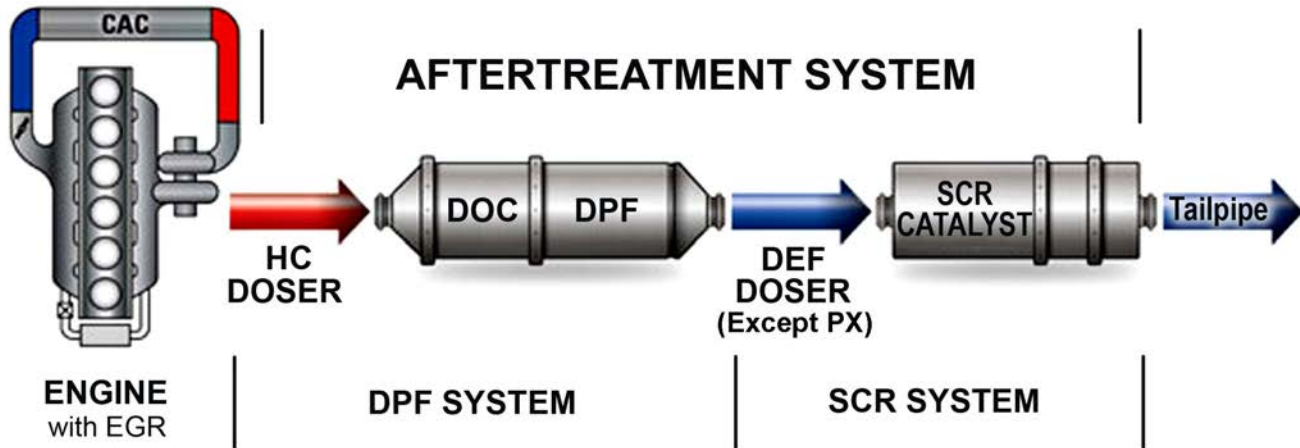 CAC
AFTERTREATMENT SYSTEM
HC
DOSER
DOC
DPF
DEF
DOSER
(Except PX)
SCR
CATALYST
Tailpipe
ENGINE
with EGR
DPF SYSTEM
SCR SYSTEM